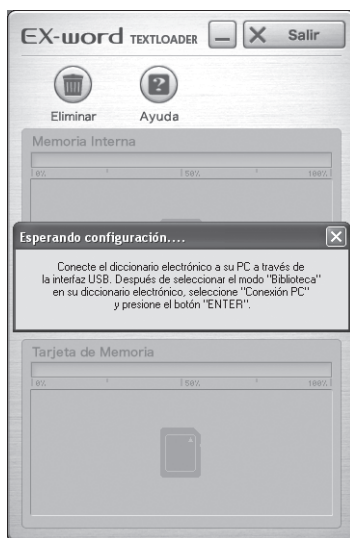 EX-word TEXTLOADER
Salir
Eliminar
Ayuda
Memoria Interna
0% 50% 100%
Esperando configuración....
Conecte el diccionario electrónico a su PC a través de
la interfaz USB. Después de seleccionar el modo "Biblioteca"
en su diccionario electrónico, seleccione "Conexión PC"
y presione el botón "ENTER".
Tarjeta de Memoria
0% 50% 100%